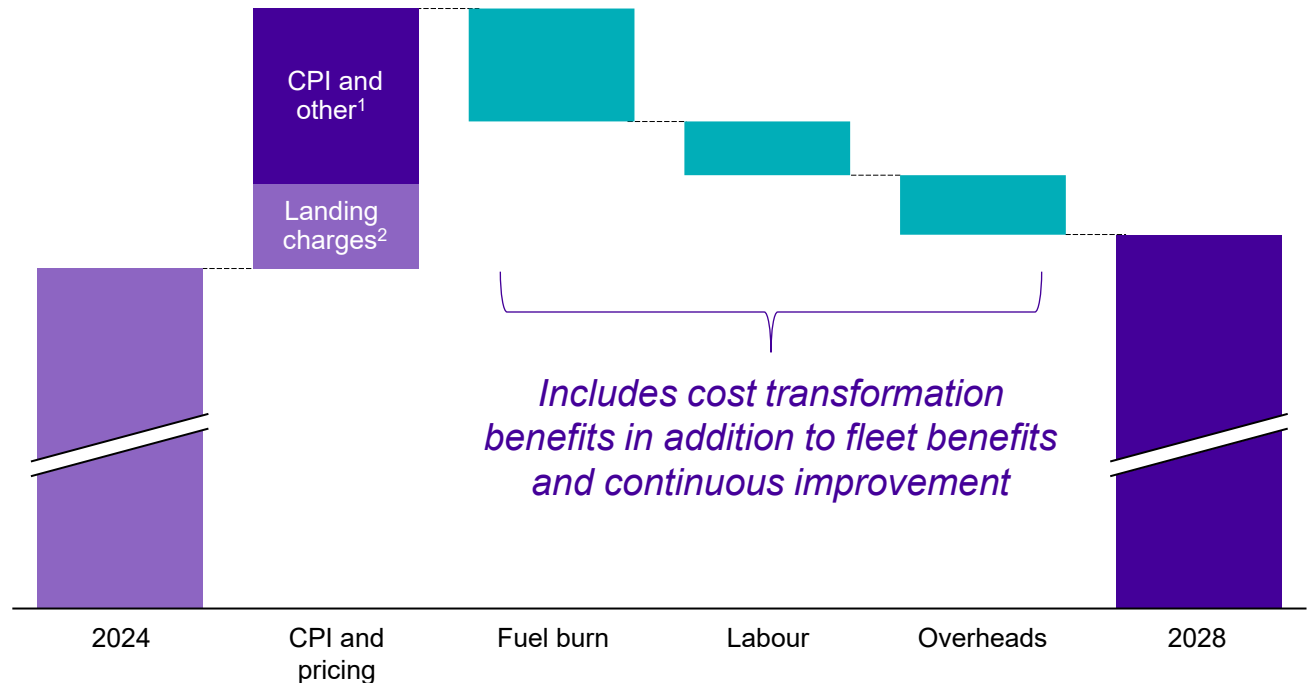 CPI and
other¹
Landing
charges²
Includes cost transformation
benefits in addition to fleet benefits
and continuous improvement
2024
CPI and
pricing
Fuel burn
Labour
Overheads
2028